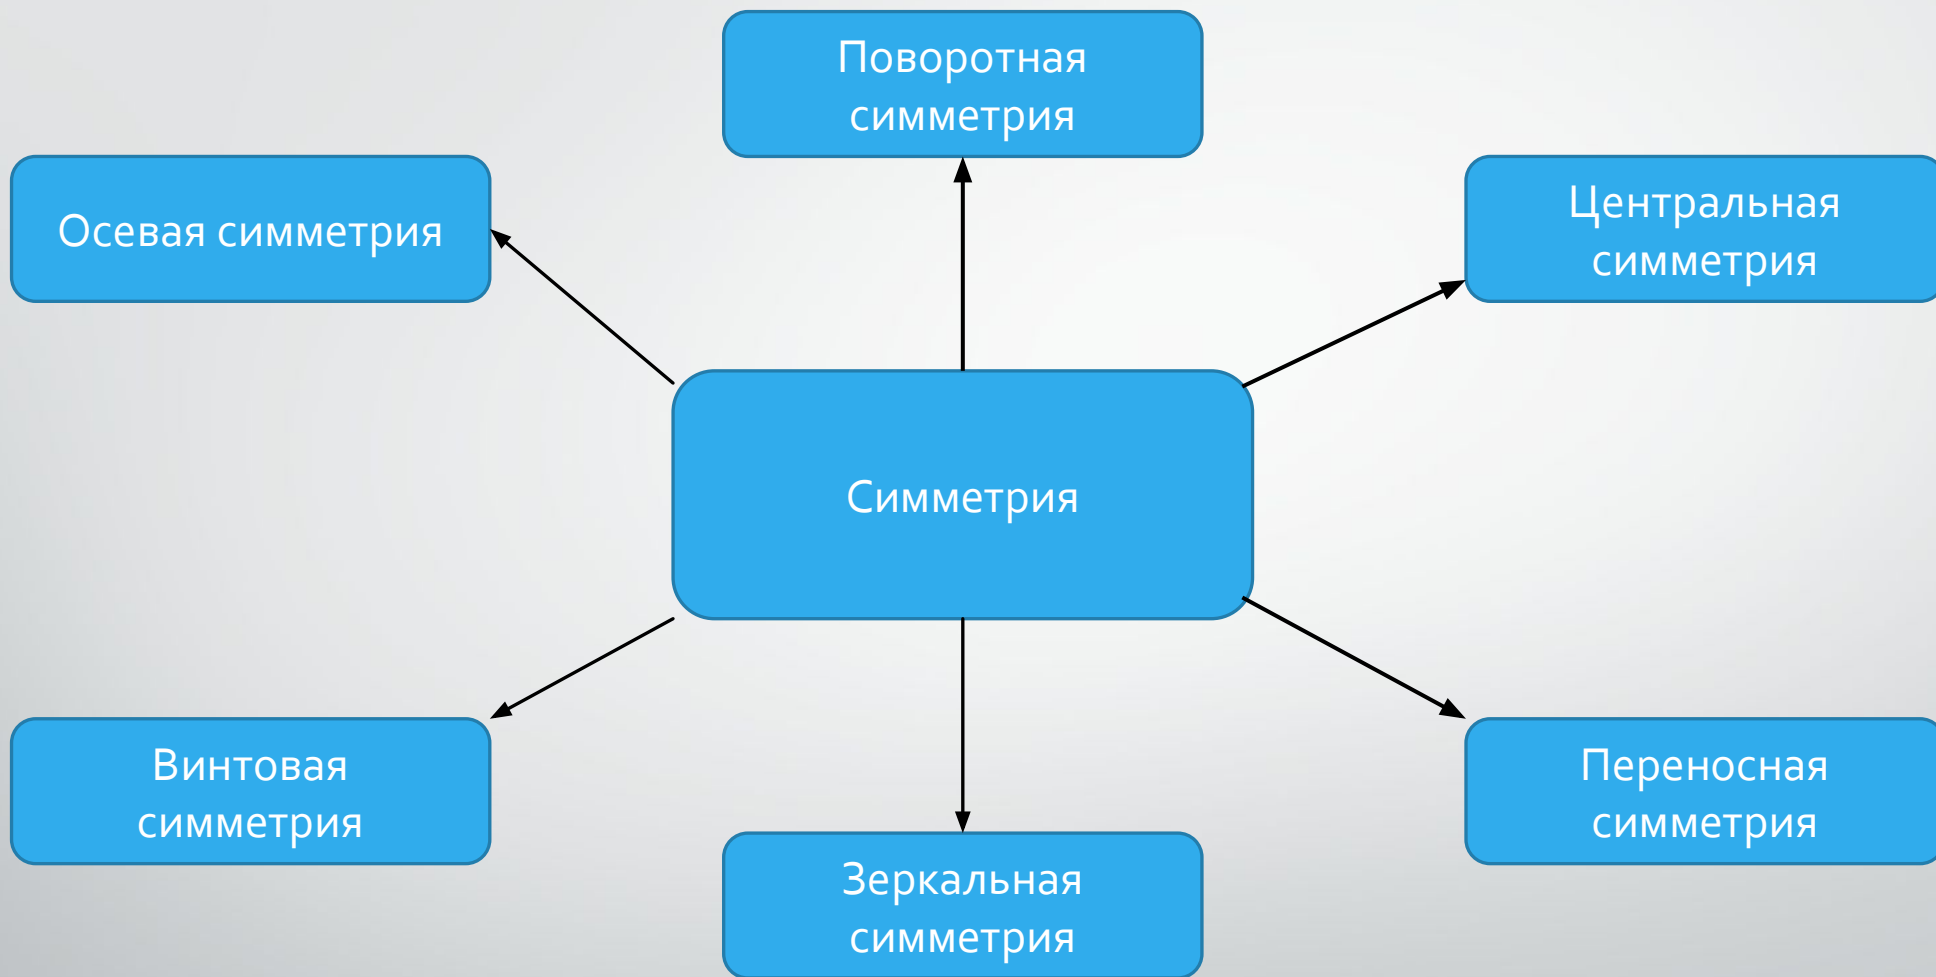 Поворотная
симметрия
Осевая симметрия
Центральная
симметрия
Симметрия
Винтовая
симметрия
Переносная
симметрия
Зеркальная
симметрия